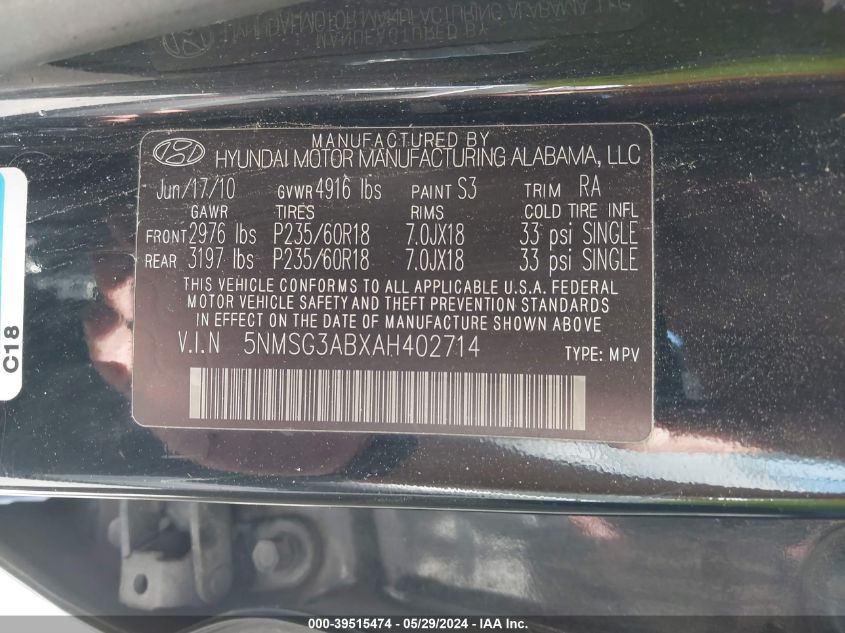 MANUFACTURED BY
HYUNDAI MOTOR MANUFACTURING ALABAMA, LLC
Jun/17/10 GVWR 4916 lbs PAINT S3 TRIM RA
GAWR TIRES RIMS COLD TIRE INFL
FRONT 2976 lbs P235/60R18 7.0JX18 33 psi SINGLE
REAR 3197 lbs P235/60R18 7.0JX18 33 psi SINGLE
THIS VEHICLE CONFORMS TO ALL APPLICABLE U.S.A. FEDERAL
MOTOR VEHICLE SAFETY AND THEFT PREVENTION STANDARDS
IN EFFECT ON THE DATE OF MANUFACTURE SHOWN ABOVE
V.I.N 5NMSG3ABXAH402714 TYPE: MPV
C18
000-39515474 - 05/29/2024 - IAA Inc.